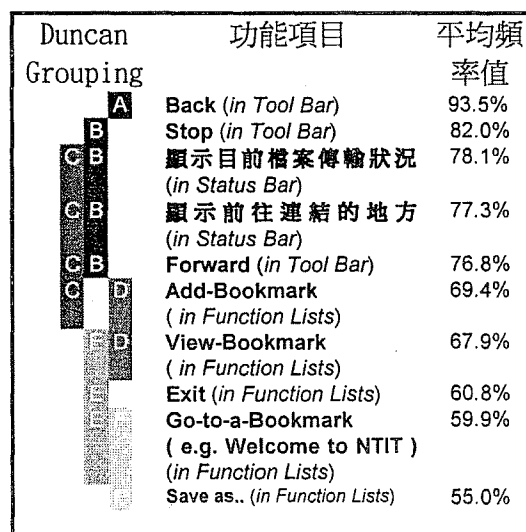 Duncan 功能項目 平均頻
Grouping 率值
A Back (in Tool Bar) 93.5%
B Stop (in Tool Bar) 82.0%
C B 顯示目前檔案傳輸狀況 78.1%
(in Status Bar)
C B 顯示前往連結的地方 77.3%
(in Status Bar)
C B Forward (in Tool Bar) 76.8%
C D Add-Bookmark 69.4%
( in Function Lists)
E D View-Bookmark 67.9%
( in Function Lists)
E Exit (in Function Lists) 60.8%
Go-to-a-Bookmark 59.9%
( e.g. Welcome to NTIT )
(in Function Lists)
Save as.. (in Function Lists) 55.0%